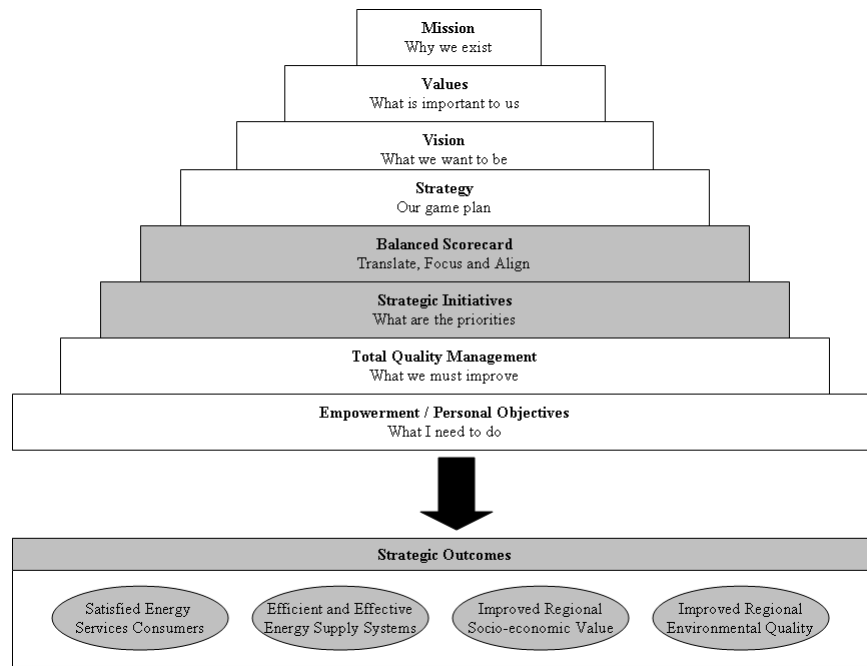 Mission
Why we exist
Values
What is important to us
Vision
What we want to be
Strategy
Our game plan
Balanced Scorecard
Translate, Focus and Align
Strategic Initiatives
What are the priorities
Total Quality Management
What we must improve
Empowerment / Personal Objectives
What I need to do
Strategic Outcomes
Satisfied Energy
Services Consumers
Efficient and Effective
Energy Supply Systems
Improved Regional
Socio-economic Value
Improved Regional
Environmental Quality